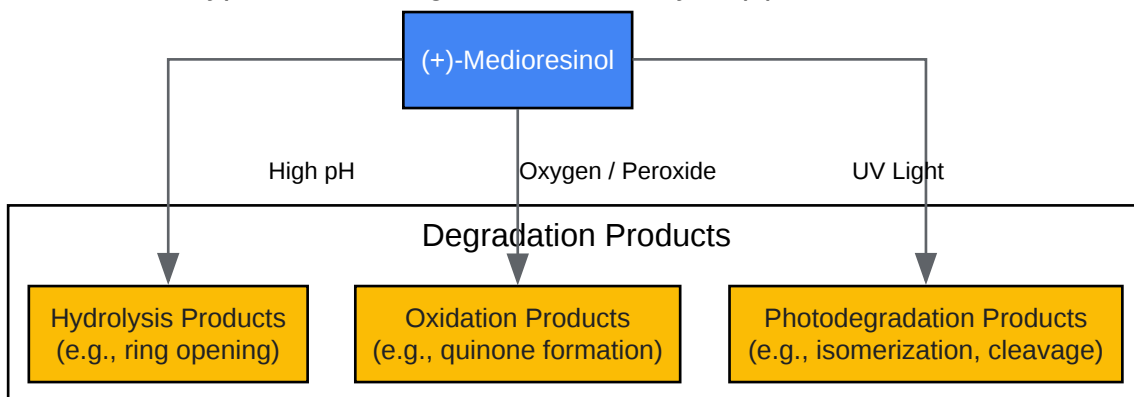 (+)-Medioresinol
High pH
Oxygen / Peroxide
UV Light
Degradation Products
Hydrolysis Products
(e.g., ring opening)
Oxidation Products
(e.g., quinone formation)
Photodegradation Products
(e.g., isomerization, cleavage)